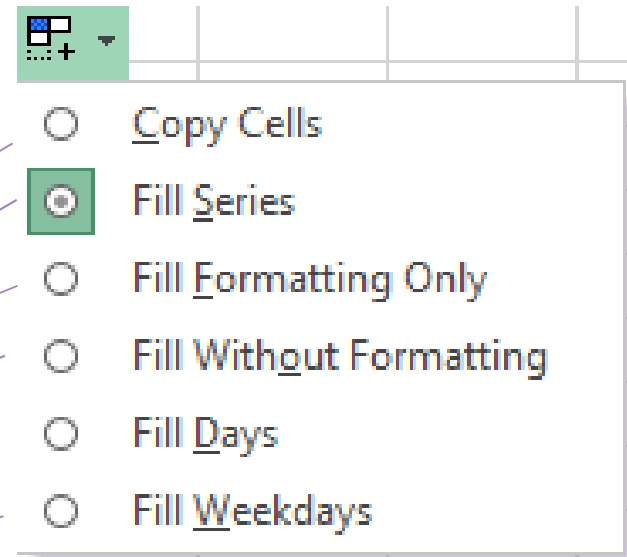 Copy Cells
Fill Series
Fill Formatting Only
Fill Without Formatting
Fill Days
Fill Weekdays